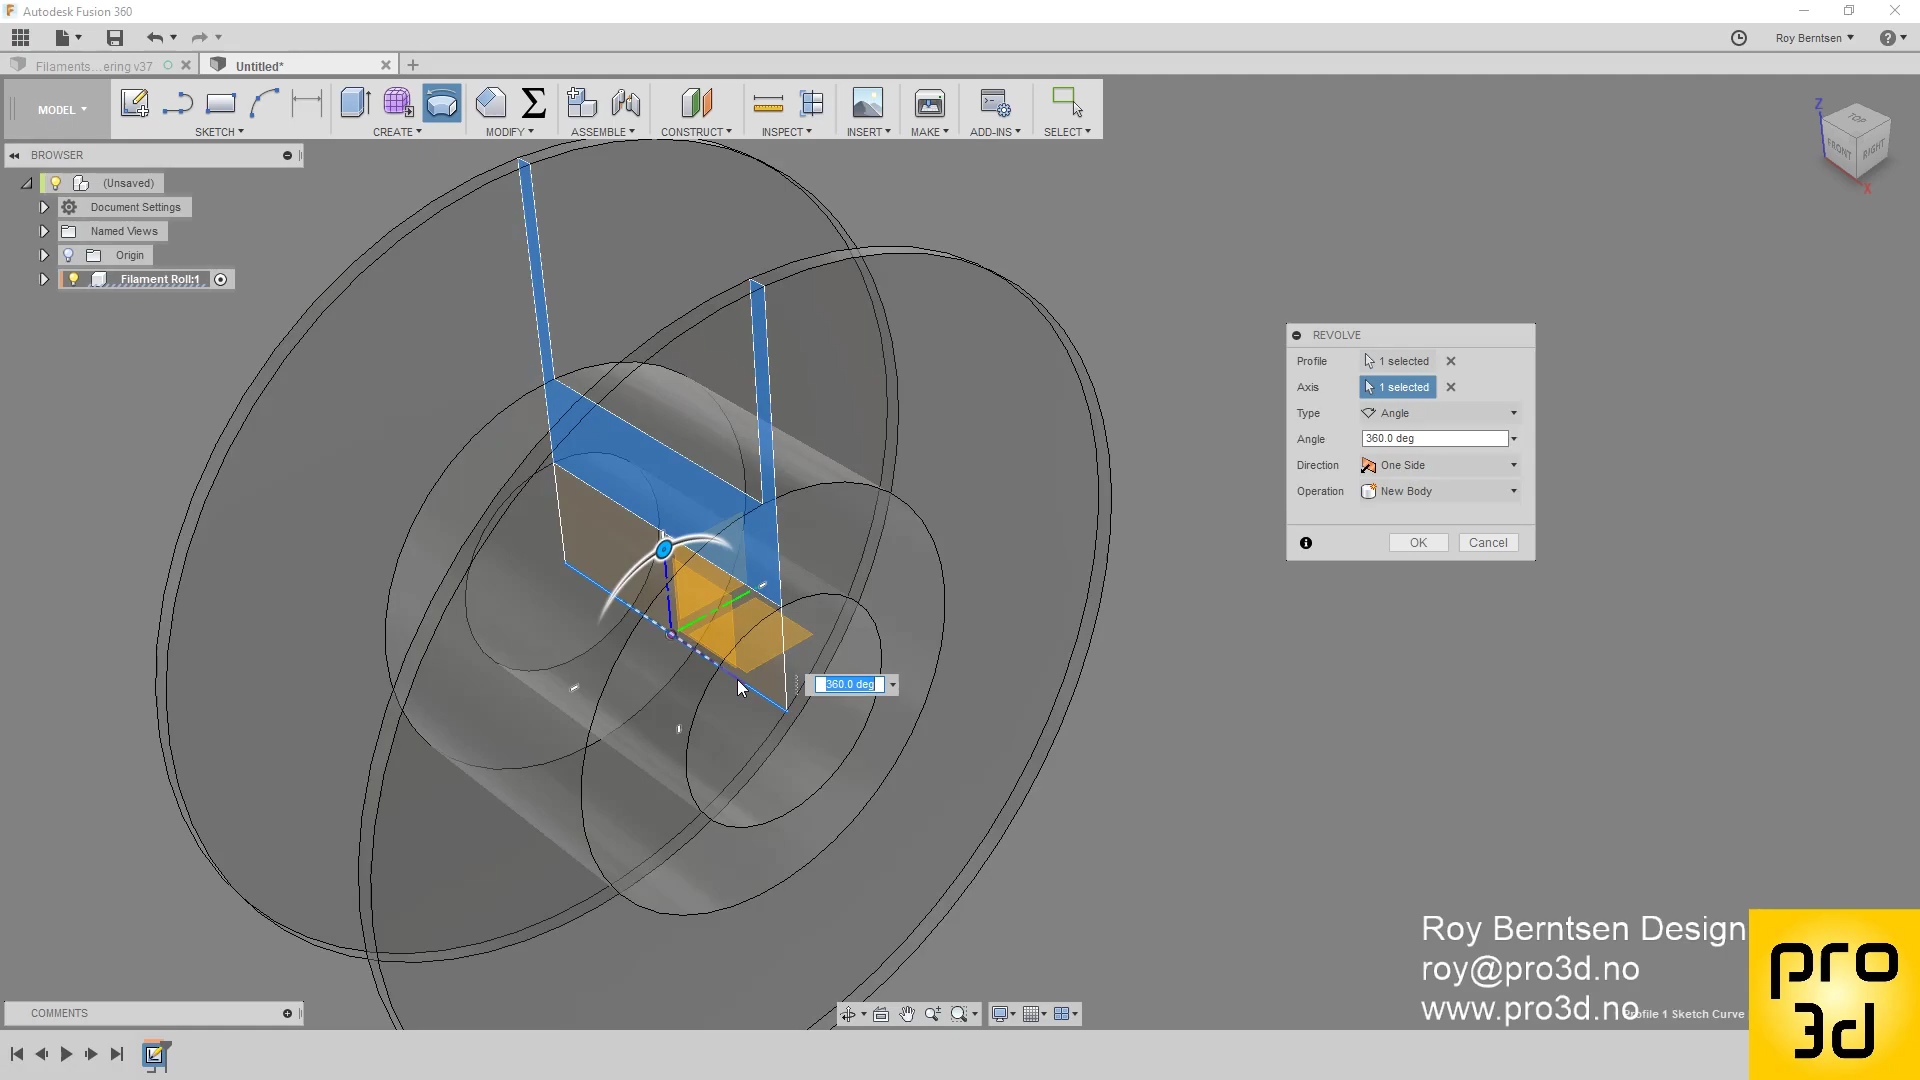 Autodesk Fusion 360
Roy Berntsen
Filaments...ering v37
Untitled*
MODEL
SKETCH
CREATE
MODIFY
ASSEMBLE
CONSTRUCT
INSPECT
INSERT
MAKE
ADD-INS
SELECT
BROWSER
(Unsaved)
Document Settings
Named Views
Origin
Filament Roll:1
Z
TOP
FRONT
RIGHT
X
REVOLVE
Profile 1 selected
Axis 1 selected
Type Angle
Angle 360.0 deg
Direction One Side
Operation New Body
OK Cancel
360.0 deg
Roy Berntsen Design
roy@pro3d.no
www.pro3d.no
Profile 1 Sketch Curve
pro
3d
COMMENTS